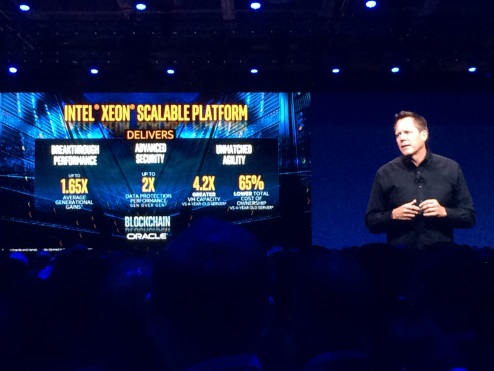 INTEL® XEON® SCALABLE PLATFORM
DELIVERS
BREAKTHROUGH
PERFORMANCE
UP TO
1.65X
AVERAGE
GENERATIONAL
GAINS
ADVANCED
SECURITY
UP TO
2X
DATA PROTECTION
PERFORMANCE
GEN OVER GEN
UNMATCHED
AGILITY
4.2X
GREATER
VM CAPACITY
VS 4-YEAR-OLD SERVER
65%
LOWER TOTAL
COST OF
OWNERSHIP
VS 4-YEAR-OLD SERVER
BLOCKCHAIN
ORACLE